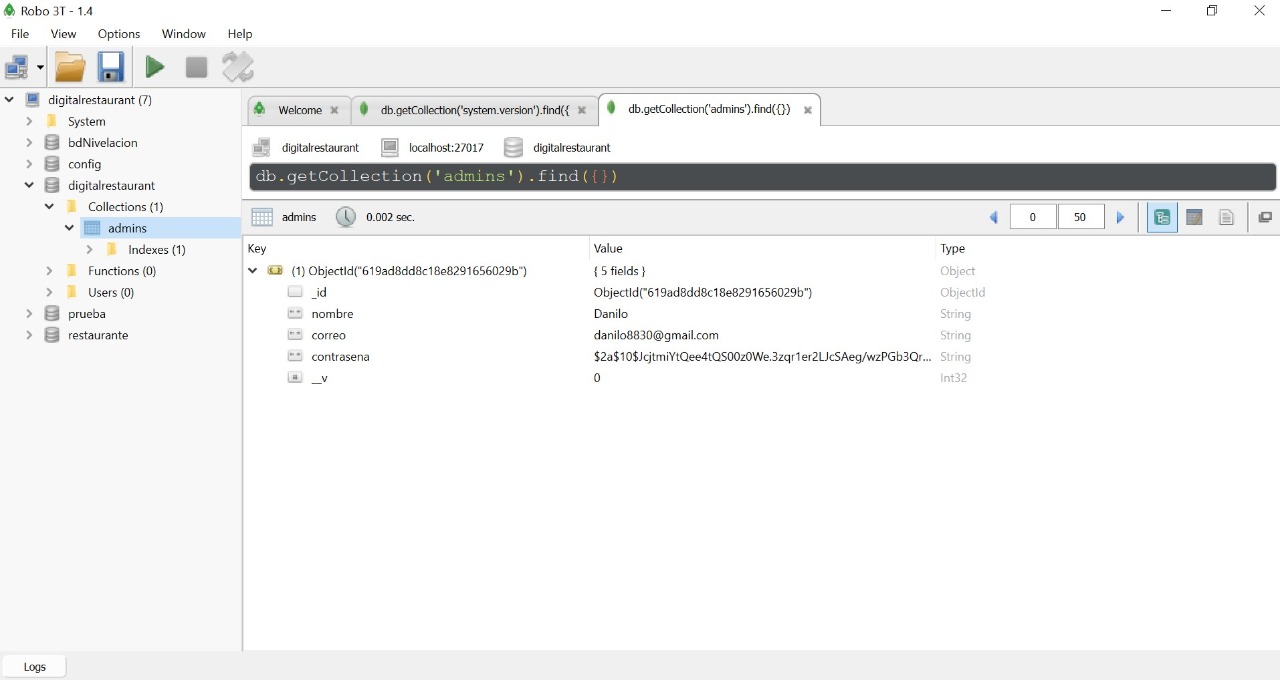 Robo 3T - 1.4
File View Options Window Help
digitalrestaurant (7)
System
bdNivelacion
config
digitalrestaurant
Collections (1)
admins
Indexes (1)
Functions (0)
Users (0)
prueba
restaurante
Welcome
db.getCollection('system.version').find({
db.getCollection('admins').find({})
digitalrestaurant localhost:27017 digitalrestaurant
db.getCollection('admins').find({})
admins 0.002 sec. 0 50
Key Value Type
(1) ObjectId("619ad8dd8c18e8291656029b") { 5 fields } Object
_id ObjectId("619ad8dd8c18e8291656029b") ObjectId
nombre Danilo String
correo danilo8830@gmail.com String
contrasena $2a$10$JcjtmiYtQee4tQS00z0We.3zqr1er2LJcSAeg/wzPGb3Qr... String
__v 0 Int32
Logs